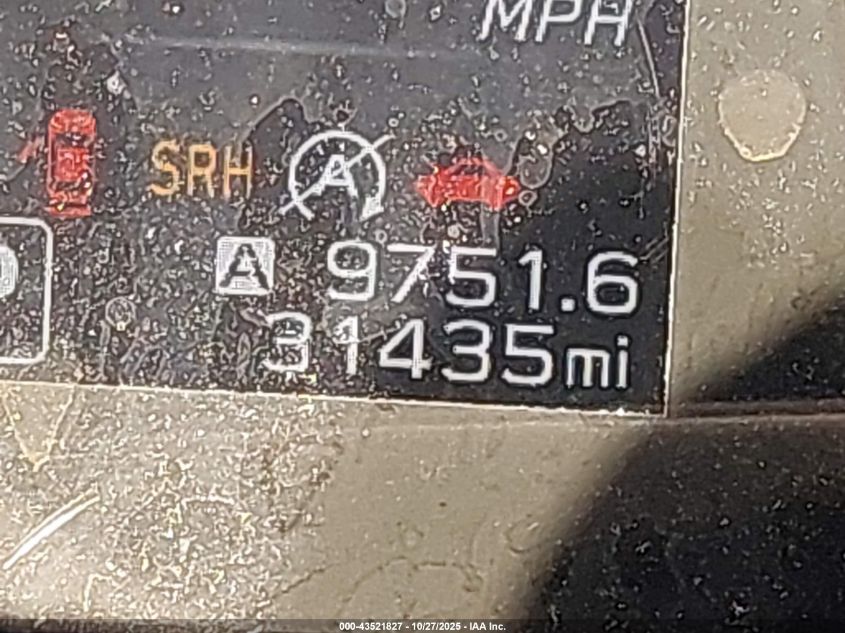 MPH
SRH A
A 9751.6
31435mi
000-43521827 - 10/27/2025 - IAA Inc.